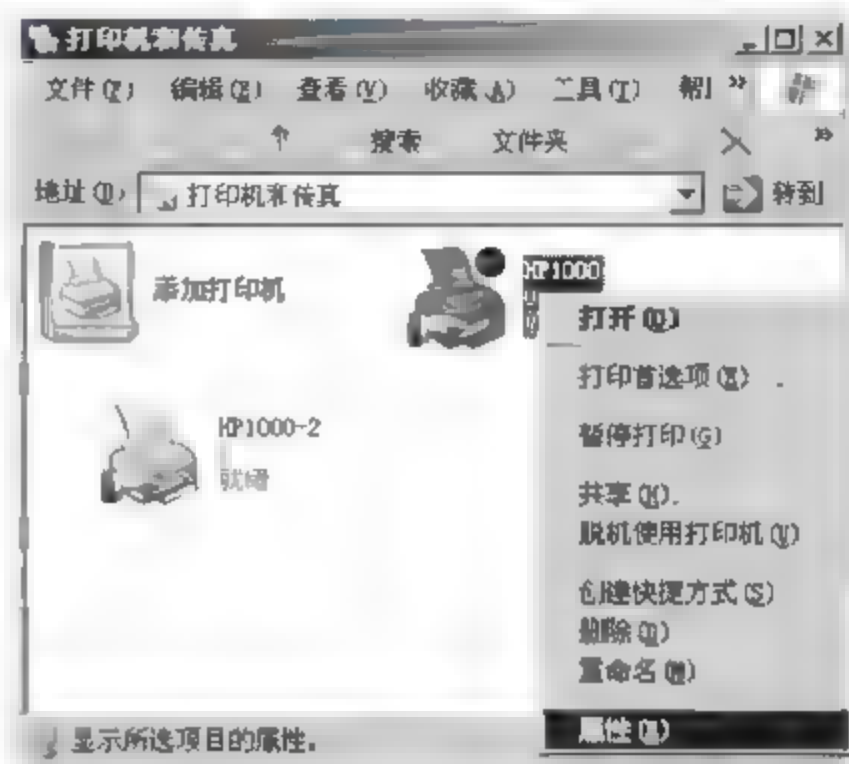 打印机和传真
文件(F) 编辑(E) 查看(V) 收藏(A) 工具(T) 帮 »
搜索 文件夹 »
地址(D) 打印机和传真 转到
添加打印机
HP1000
HP1000-2
就绪
打开(O)
打印首选项(E)
暂停打印(G)
共享(H).
脱机使用打印机(U)
创建快捷方式(S)
删除(D)
重命名(M)
属性(R)
显示所选项目的属性。